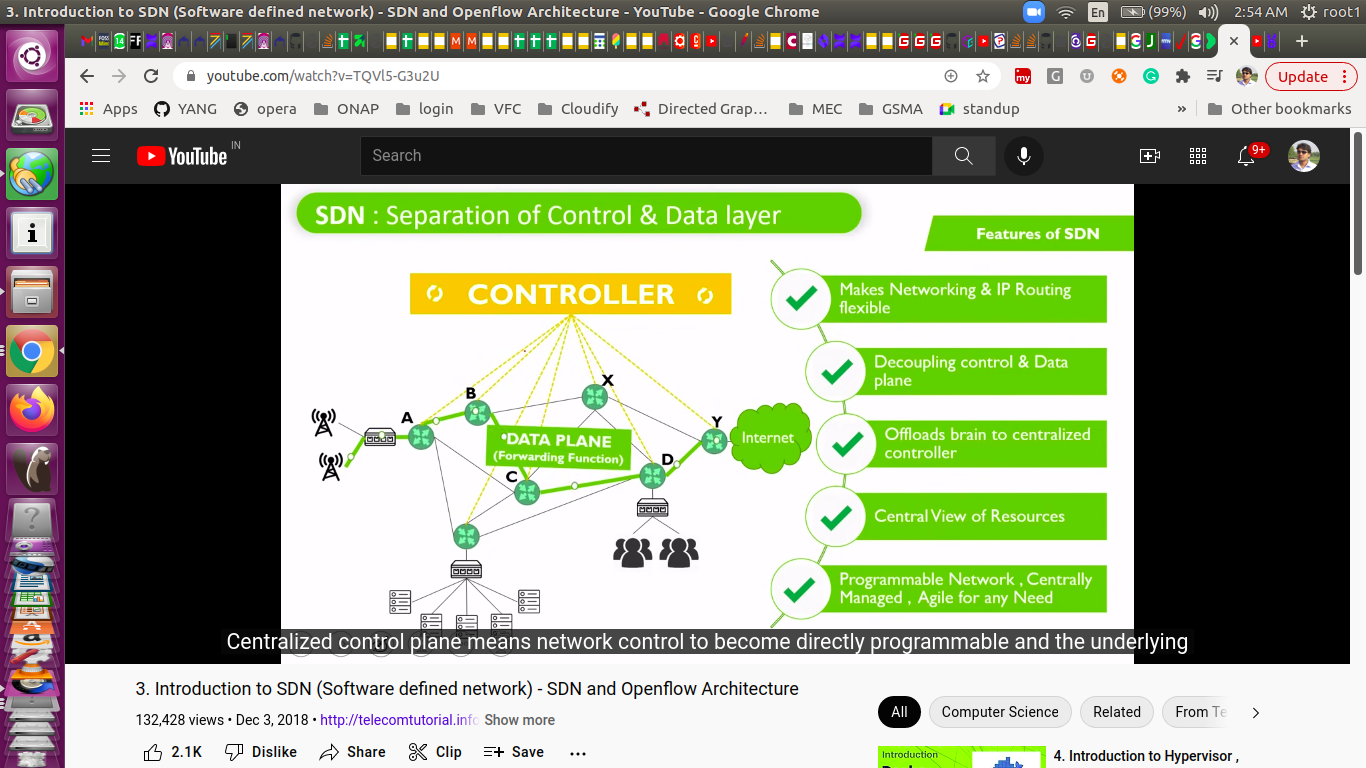 3. Introduction to SDN (Software defined network) - SDN and Openflow Architecture - YouTube - Google Chrome
En (99%) 2:54 AM root1
youtube.com/watch?v=TQVl5-G3u2U
Update
Apps YANG opera ONAP login VFC Cloudify Directed Grap... MEC GSMA standup » Other bookmarks
YouTube IN
Search
9+
SDN : Separation of Control & Data layer
Features of SDN
CONTROLLER
Makes Networking & IP Routing
flexible
Decoupling control & Data
plane
Offloads brain to centralized
controller
Central View of Resources
Programmable Network , Centrally
Managed , Agile for any Need
A
B
X
Y
•DATA PLANE
(Forwarding Function)
C
D
Internet
Centralized control plane means network control to become directly programmable and the underlying
3. Introduction to SDN (Software defined network) - SDN and Openflow Architecture
132,428 views • Dec 3, 2018 • http://telecomtutorial.info Show more
2.1K Dislike Share Clip Save
All Computer Science Related From Te
Introduction
4. Introduction to Hypervisor ,